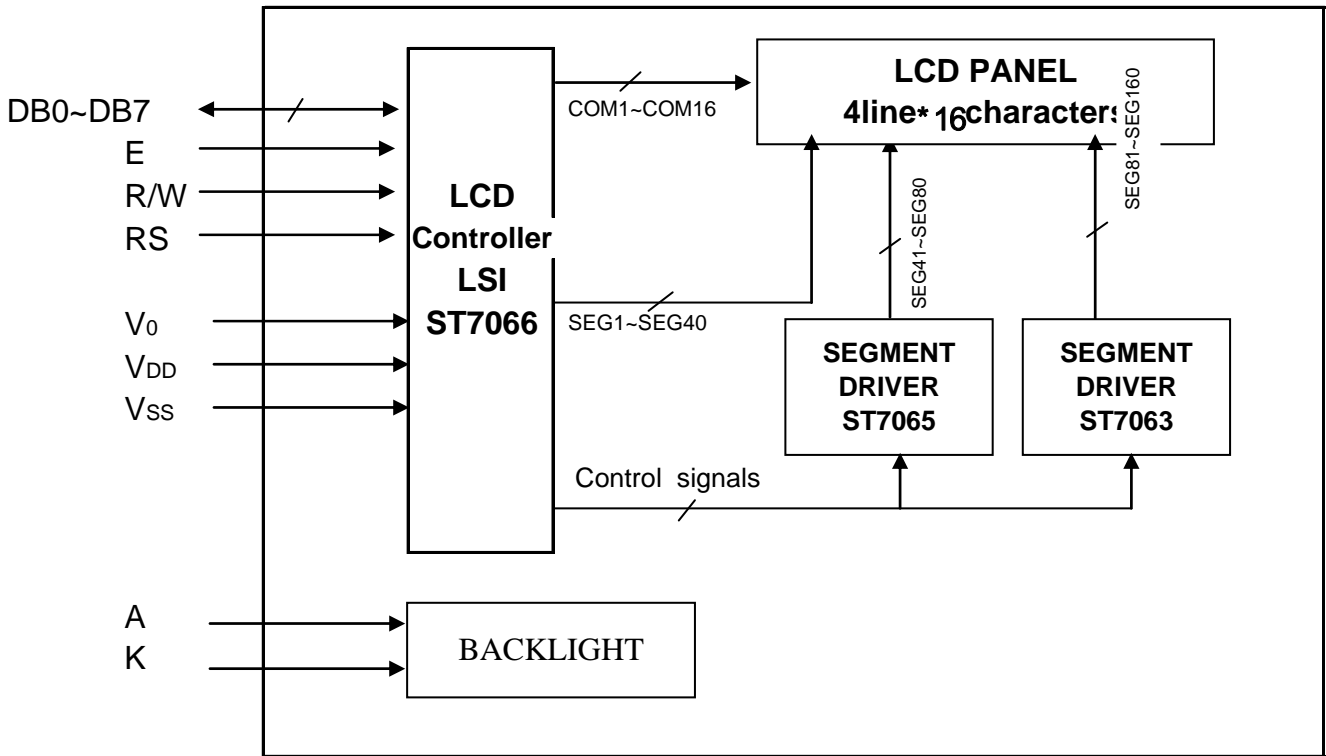 DB0~DB7
E
R/W
RS
V0
VDD
VSS
A
K
LCD
Controller
LSI
ST7066
COM1~COM16
SEG1~SEG40
Control signals
LCD PANEL
4line* 16characters
SEG41~SEG80
SEG81~SEG160
SEGMENT
DRIVER
ST7065
SEGMENT
DRIVER
ST7063
BACKLIGHT